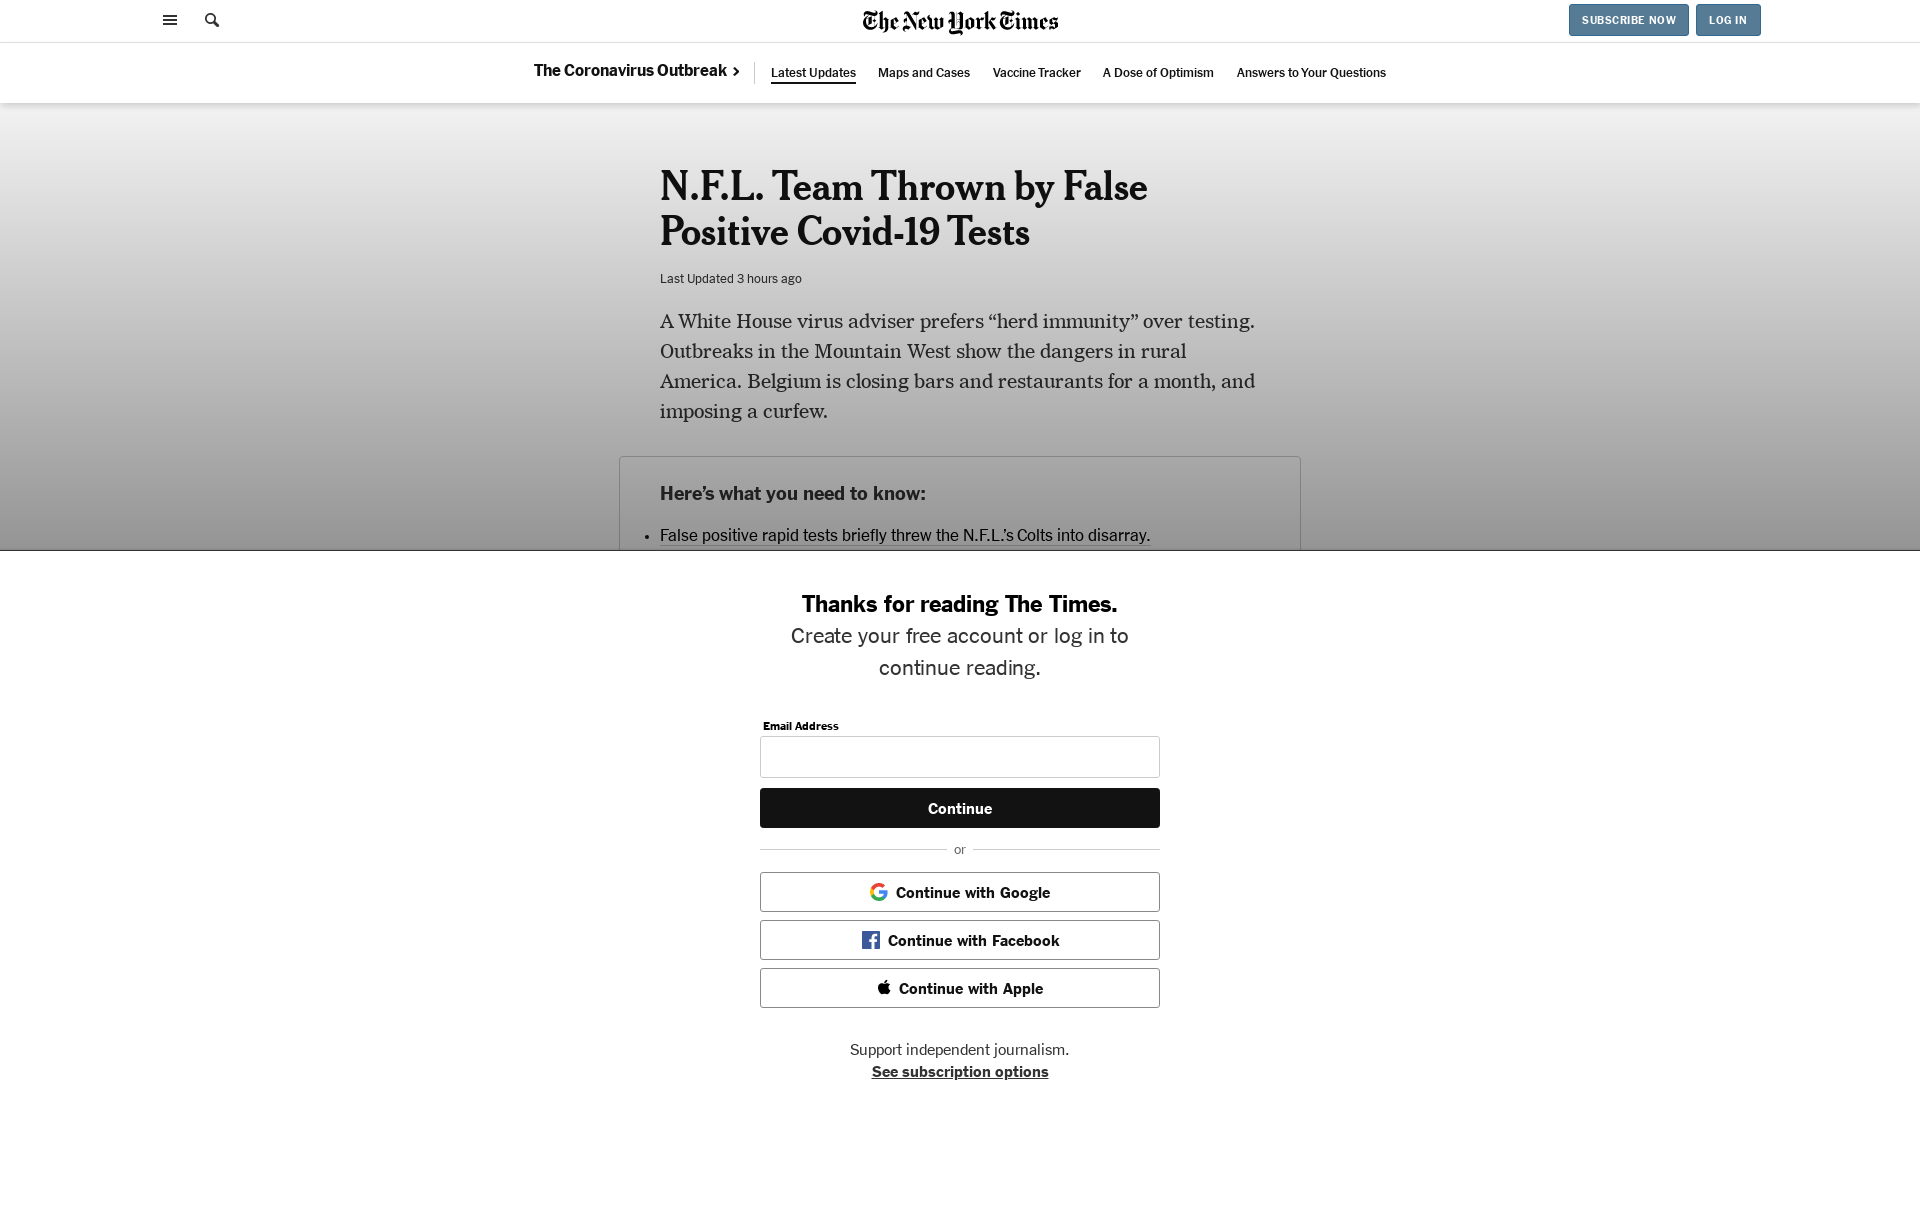 The New York Times
SUBSCRIBE NOW
LOG IN
The Coronavirus Outbreak
Latest Updates
Maps and Cases
Vaccine Tracker
A Dose of Optimism
Answers to Your Questions
N.F.L. Team Thrown by False
Positive Covid-19 Tests
Last Updated 3 hours ago
A White House virus adviser prefers “herd immunity” over testing.
Outbreaks in the Mountain West show the dangers in rural
America. Belgium is closing bars and restaurants for a month, and
imposing a curfew.
Here’s what you need to know:
• False positive rapid tests briefly threw the N.F.L.’s Colts into disarray.
Thanks for reading The Times.
Create your free account or log in to
continue reading.
Email Address
Continue
or
Continue with Google
Continue with Facebook
Continue with Apple
Support independent journalism.
See subscription options